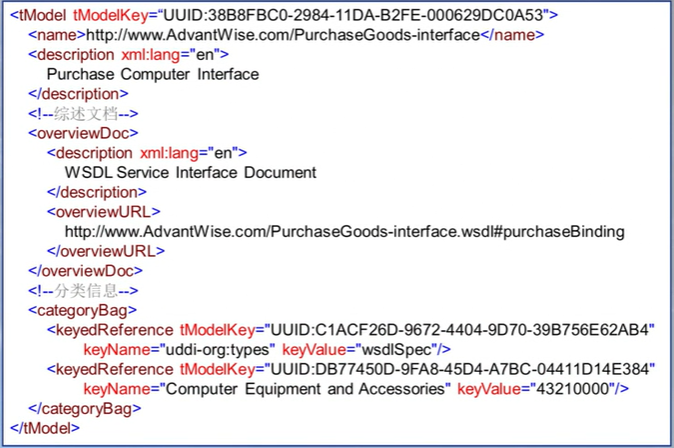 <tModel tModelKey=“UUID:38B8FBC0-2984-11DA-B2FE-000629DC0A53">
<name>http://www.AdvantWise.com/PurchaseGoods-interface</name>
<description xml:lang="en">
Purchase Computer Interface
</description>
<!--综述文档-->
<overviewDoc>
<description xml:lang="en">
WSDL Service Interface Document
</description>
<overviewURL>
http://www.AdvantWise.com/PurchaseGoods-interface.wsdl#purchaseBinding
</overviewURL>
</overviewDoc>
<!--分类信息-->
<categoryBag>
<keyedReference tModelKey="UUID:C1ACF26D-9672-4404-9D70-39B756E62AB4"
keyName="uddi-org:types" keyValue="wsdlSpec"/>
<keyedReference tModelKey="UUID:DB77450D-9FA8-45D4-A7BC-04411D14E384"
keyName="Computer Equipment and Accessories" keyValue="43210000"/>
</categoryBag>
</tModel>